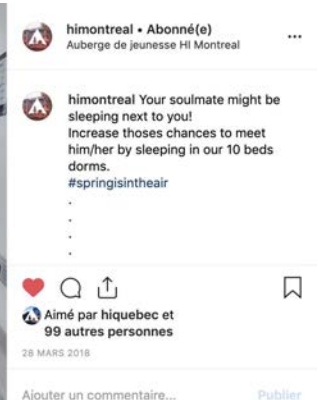 himontreal • Abonné(e)
Auberge de jeunesse HI Montreal
himontreal Your soulmate might be
sleeping next to you!
Increase thoses chances to meet
him/her by sleeping in our 10 beds
dorms.
#springisintheair
.
.
.
.
Aimé par hiquebec et
99 autres personnes
28 MARS 2018
Ajouter un commentaire... Publier